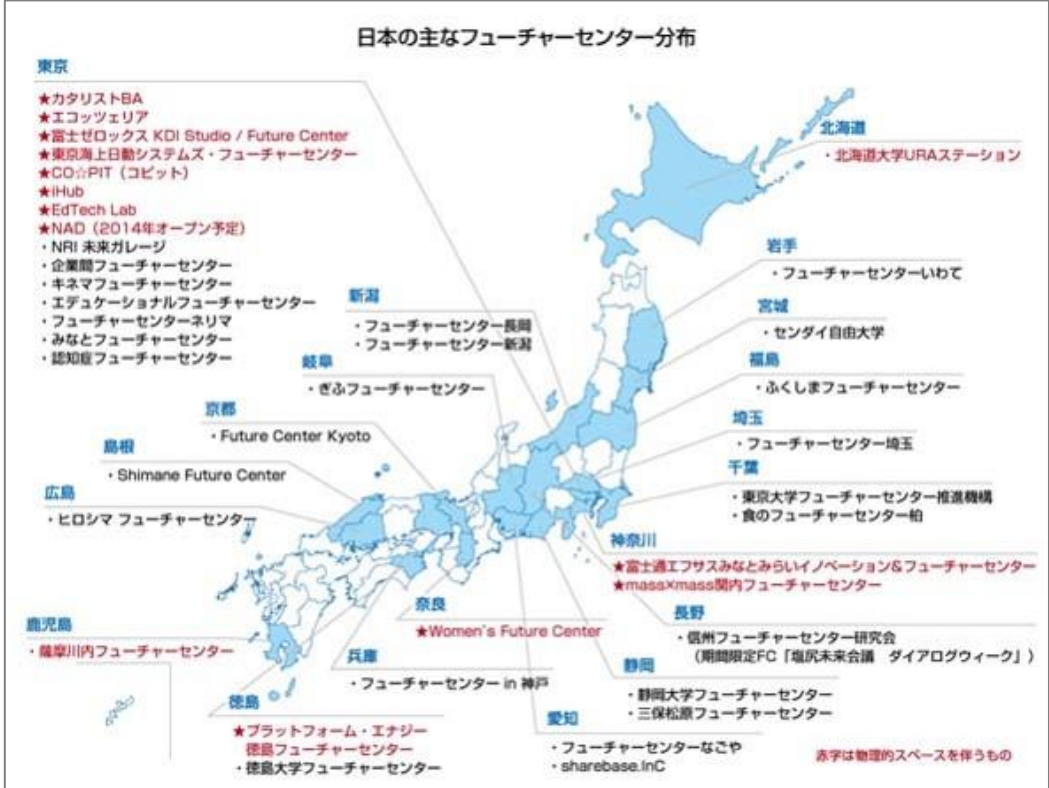 日本の主なフューチャーセンター分布
東京
★カタリストBA
★エコッツェリア
★富士ゼロックス KDI Studio / Future Center
★東京海上日動システムズ・フューチャーセンター
★CO☆PIT（コピット）
★iHub
★EdTech Lab
★NAD（2014年オープン予定）
・NRI 未来ガレージ
・企業間フューチャーセンター
・キネマフューチャーセンター
・エデュケーショナルフューチャーセンター
・フューチャーセンターネリマ
・みなとフューチャーセンター
・認知症フューチャーセンター
北海道
・北海道大学URAステーション
岩手
・フューチャーセンターいわて
新潟
・フューチャーセンター長岡
・フューチャーセンター新潟
宮城
・センダイ自由大学
岐阜
・ぎふフューチャーセンター
福島
・ふくしまフューチャーセンター
京都
・Future Center Kyoto
埼玉
・フューチャーセンター埼玉
島根
・Shimane Future Center
千葉
・東京大学フューチャーセンター推進機構
・食のフューチャーセンター柏
広島
・ヒロシマ フューチャーセンター
神奈川
★富士通エフサスみなとみらいイノベーション&フューチャーセンター
★mass×mass関内フューチャーセンター
奈良
★Women's Future Center
長野
・信州フューチャーセンター研究会
（期間限定FC「塩尻未来会議　ダイアログウィーク」）
鹿児島
・薩摩川内フューチャーセンター
兵庫
・フューチャーセンター in 神戸
静岡
・静岡大学フューチャーセンター
・三保松原フューチャーセンター
徳島
★プラットフォーム・エナジー
徳島フューチャーセンター
・徳島大学フューチャーセンター
愛知
・フューチャーセンターなごや
・sharebase.InC
赤字は物理的スペースを伴うもの